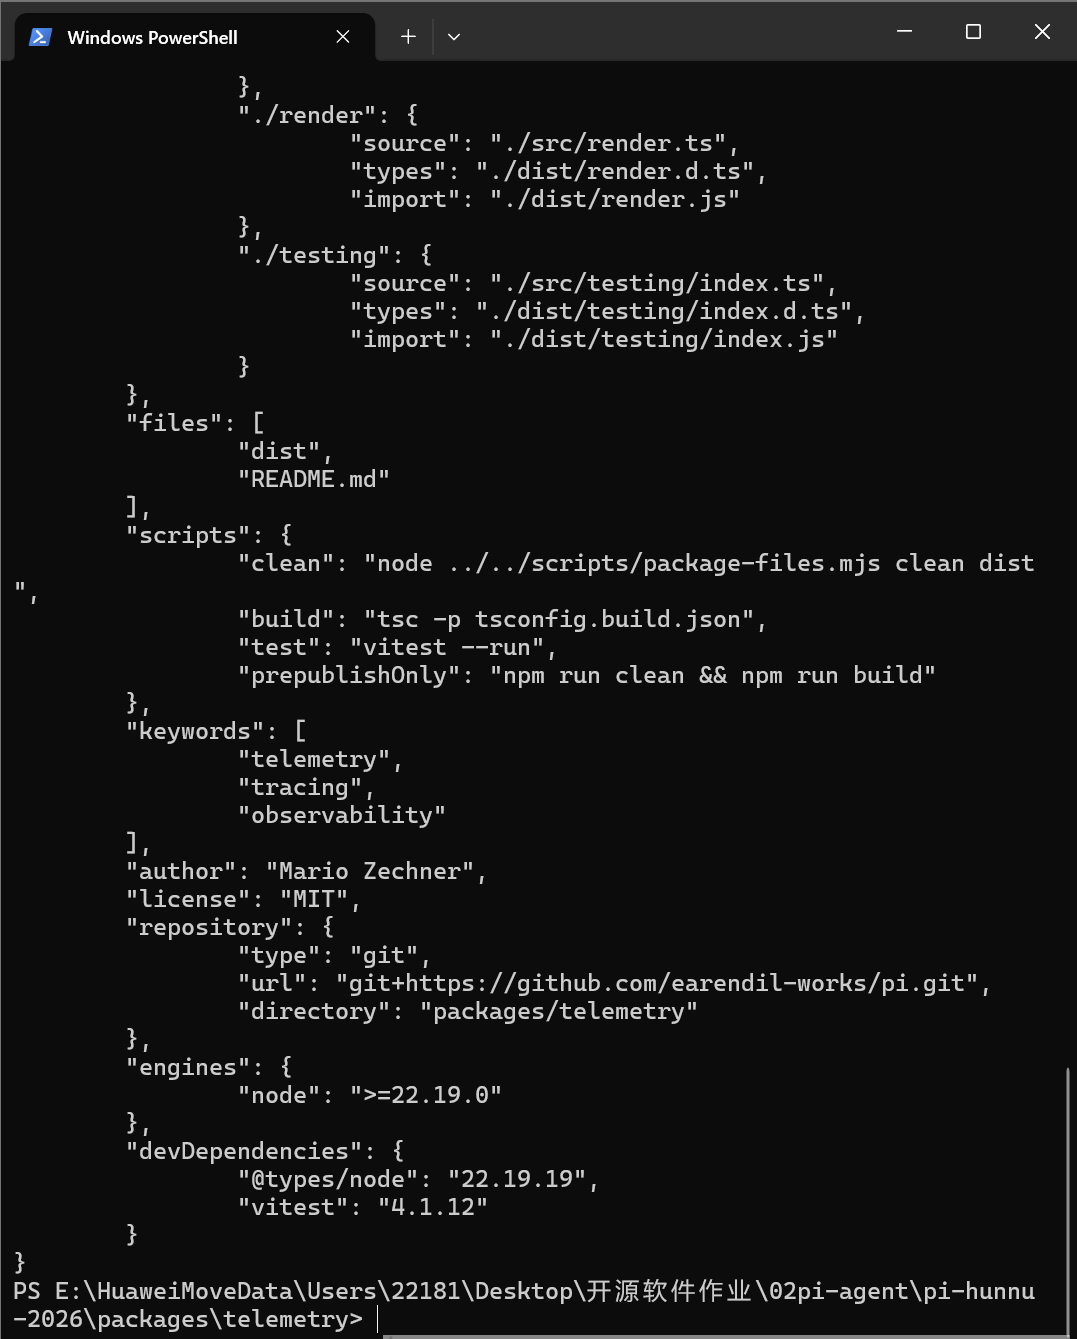 Windows PowerShell
},
"./render": {
"source": "./src/render.ts",
"types": "./dist/render.d.ts",
"import": "./dist/render.js"
},
"./testing": {
"source": "./src/testing/index.ts",
"types": "./dist/testing/index.d.ts",
"import": "./dist/testing/index.js"
}
},
"files": [
"dist",
"README.md"
],
"scripts": {
"clean": "node ../../scripts/package-files.mjs clean dist
",
"build": "tsc -p tsconfig.build.json",
"test": "vitest --run",
"prepublishOnly": "npm run clean && npm run build"
},
"keywords": [
"telemetry",
"tracing",
"observability"
],
"author": "Mario Zechner",
"license": "MIT",
"repository": {
"type": "git",
"url": "git+https://github.com/earendil-works/pi.git",
"directory": "packages/telemetry"
},
"engines": {
"node": ">=22.19.0"
},
"devDependencies": {
"@types/node": "22.19.19",
"vitest": "4.1.12"
}
}
PS E:\HuaweiMoveData\Users\22181\Desktop\开源软件作业\02pi-agent\pi-hunnu
-2026\packages\telemetry>